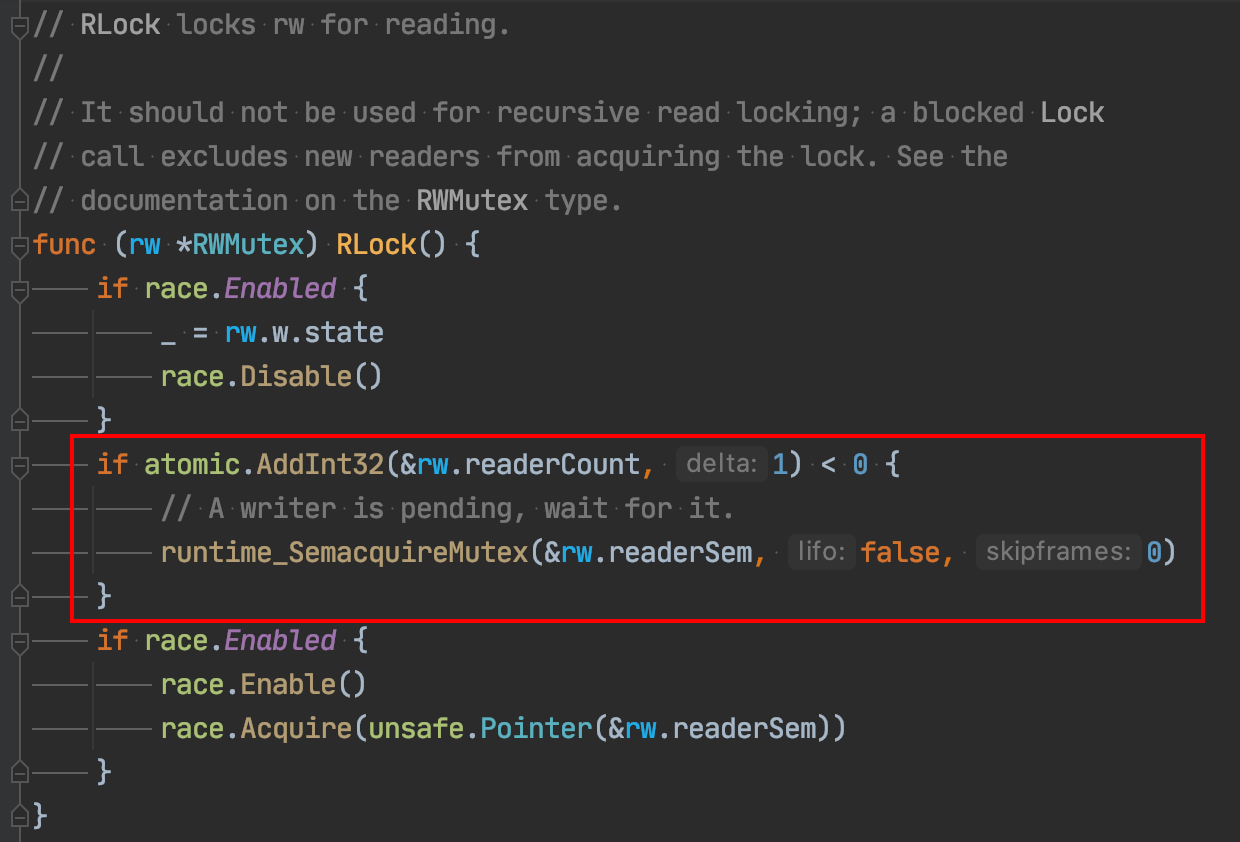 // RLock locks rw for reading.
//
// It should not be used for recursive read locking; a blocked Lock
// call excludes new readers from acquiring the lock. See the
// documentation on the RWMutex type.
func (rw *RWMutex) RLock() {
if race.Enabled {
_ = rw.w.state
race.Disable()
}
if atomic.AddInt32(&rw.readerCount, delta: 1) < 0 {
// A writer is pending, wait for it.
runtime_SemacquireMutex(&rw.readerSem, lifo: false, skipframes: 0)
}
if race.Enabled {
race.Enable()
race.Acquire(unsafe.Pointer(&rw.readerSem))
}
}